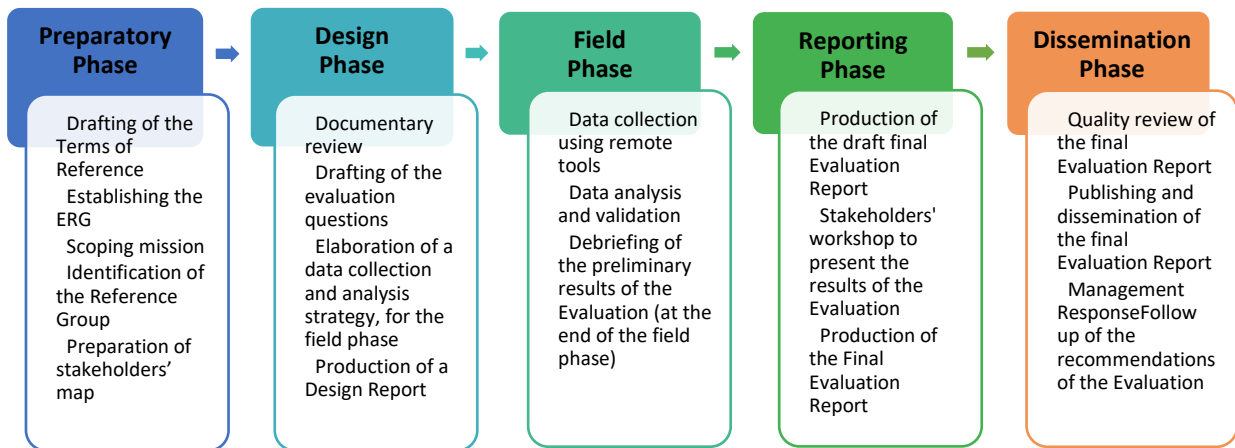 Preparatory
Phase
Drafting of the
Terms of
Reference
Establishing the
ERG
Scoping mission
Identification of
the Reference
Group
Preparation of
stakeholders’
map
Design
Phase
Documentary
review
Drafting of the
evaluation
questions
Elaboration of a
data collection
and analysis
strategy, for the
field phase
Production of a
Design Report
Field
Phase
Data collection
using remote
tools
Data analysis
and validation
Debriefing of
the preliminary
results of the
Evaluation (at the
end of the field
phase)
Reporting
Phase
Production of
the draft final
Evaluation
Report
Stakeholders'
workshop to
present the
results of the
Evaluation
Production of
the Final
Evaluation
Report
Dissemination
Phase
Quality review of
the final
Evaluation Report
Publishing and
dissemination of
the final
Evaluation Report
Management
ResponseFollow
up of the
recommendations
of the Evaluation